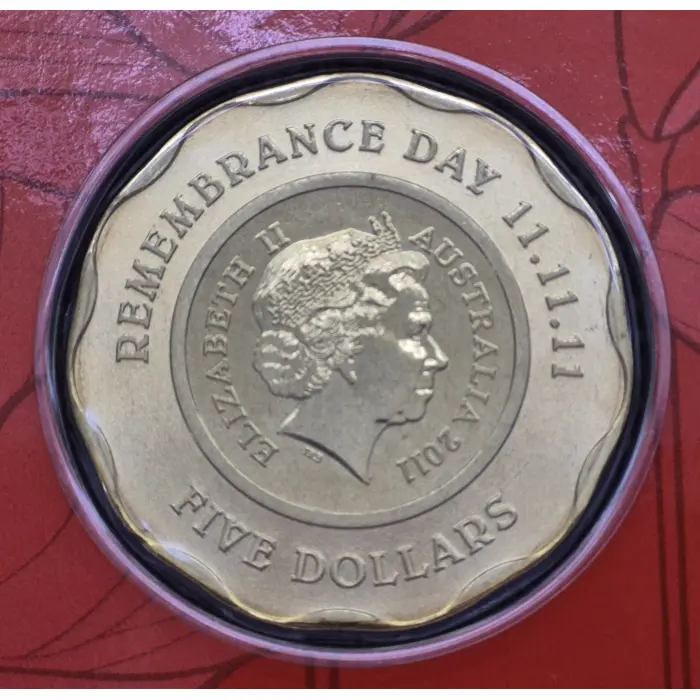 REMEMBRANCE DAY 11.11.11
ELIZABETH II
AUSTRALIA 2011
FIVE DOLLARS